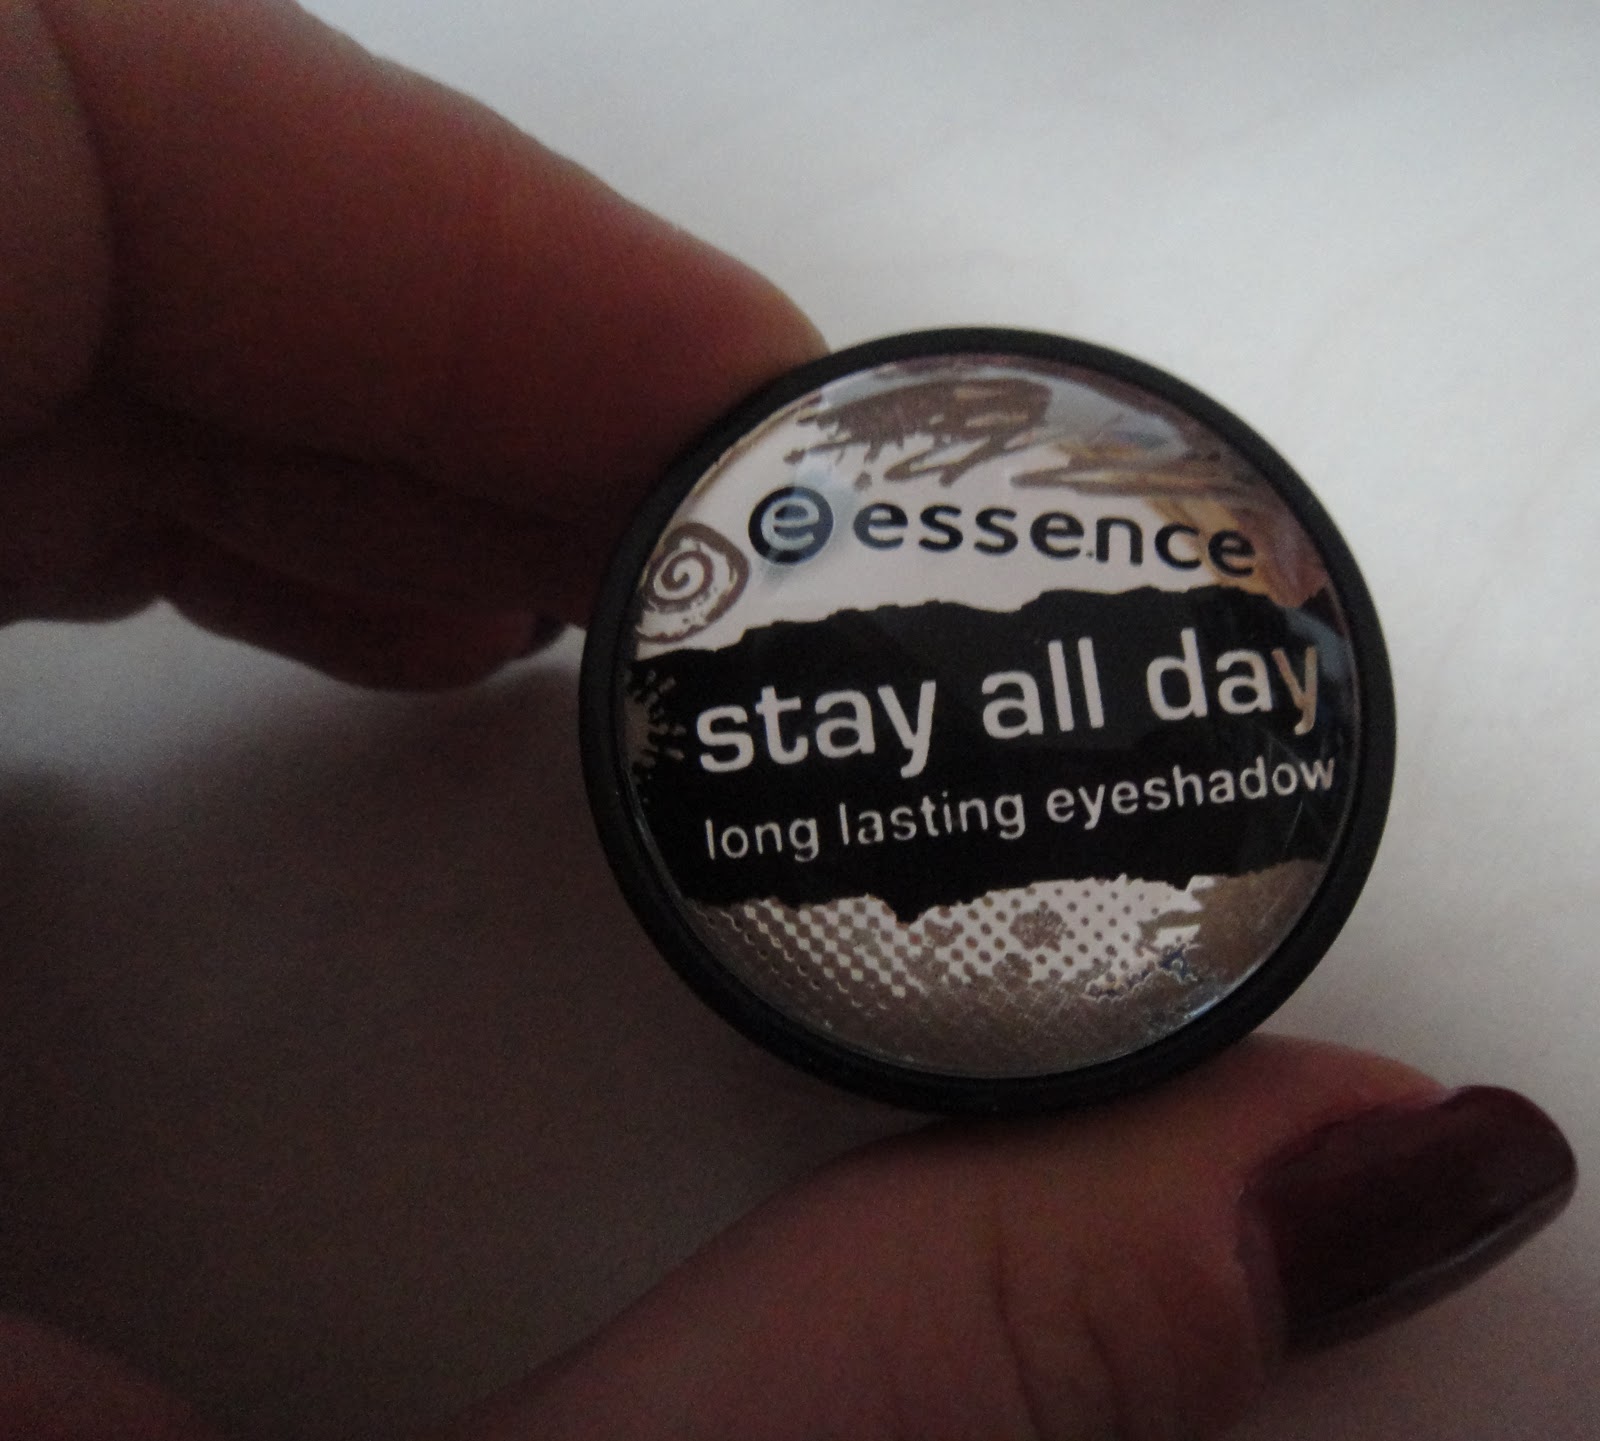 e essence
stay all day
long lasting eyeshadow